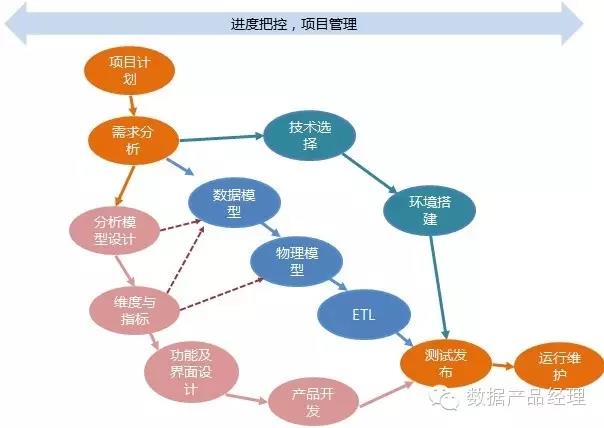 进度把控，项目管理
项目计
划
需求分
析
技术选
择
数据模
型
环境搭
建
分析模
型设计
物理模
型
维度与
指标
ETL
功能及
界面设
计
测试发
布
运行维
护
产品开
发
数据产品经理